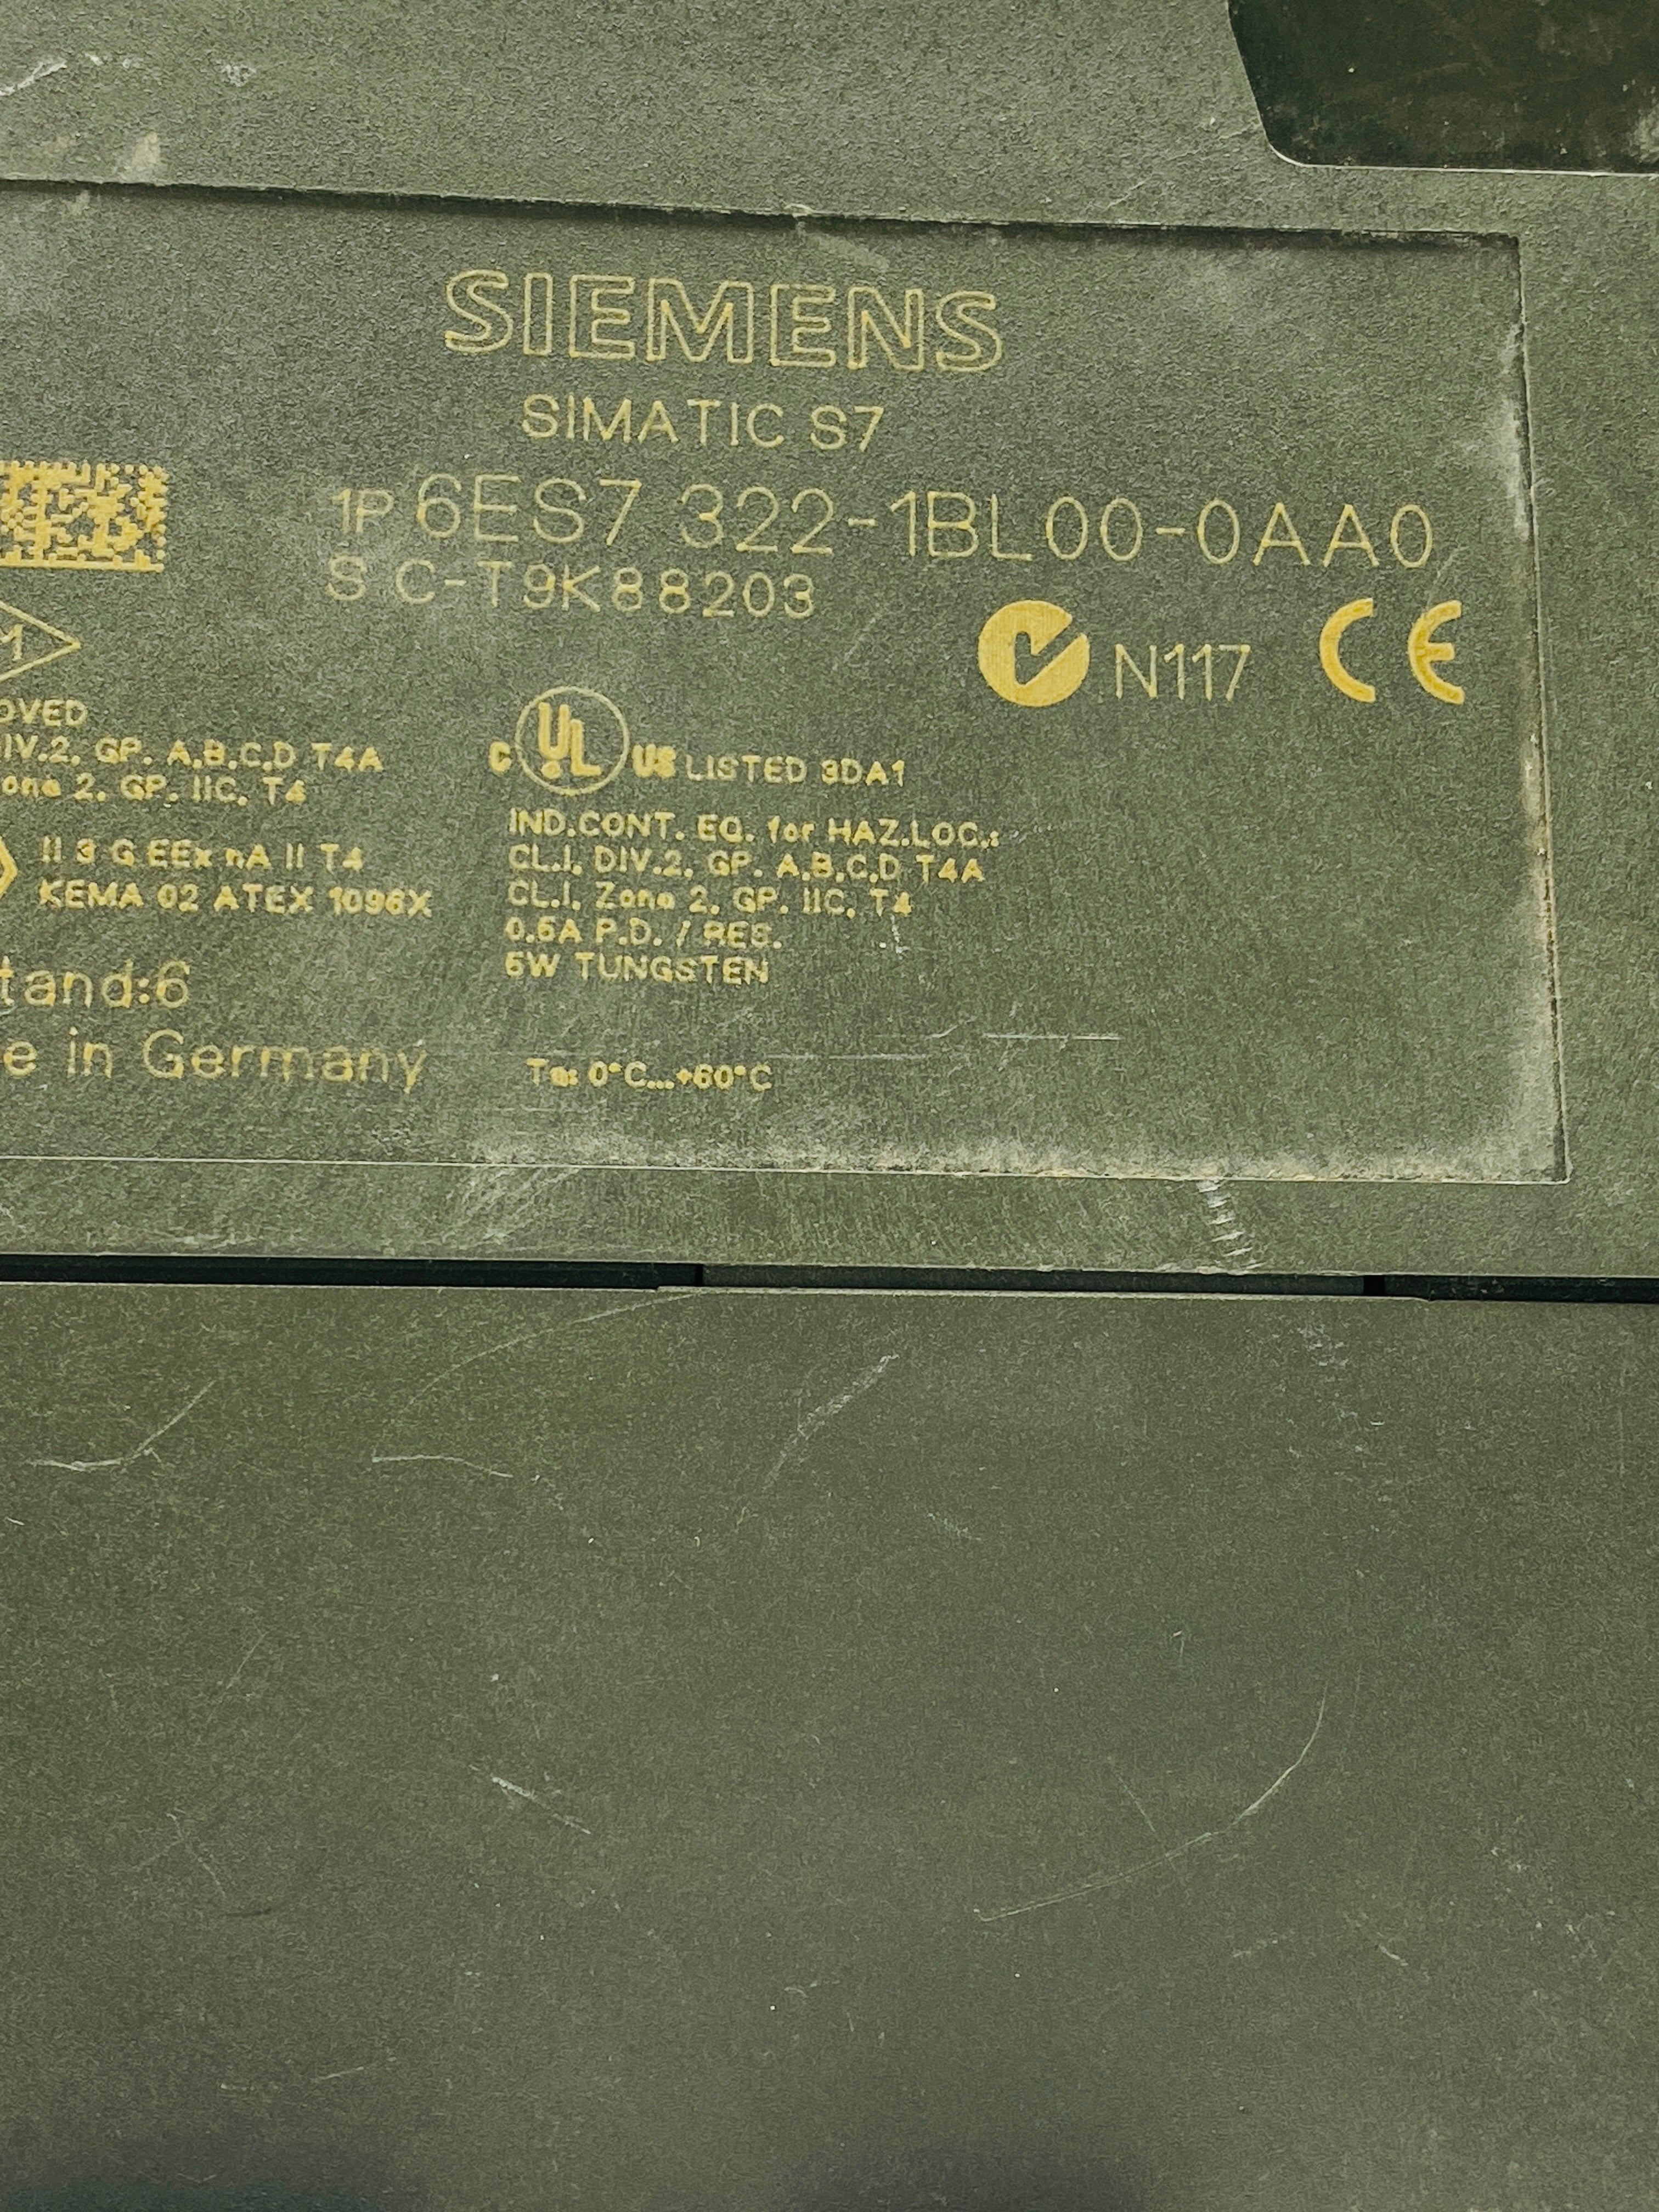 SIEMENS
SIMATIC S7
1P 6ES7 322-1BL00-0AA0
S C-T9K88203
N117 CE
C UL US LISTED 3DA1
IND.CONT. EQ. for HAZ.LOC.:
CL.I, DIV.2, GP. A,B,C,D T4A
CL.I, Zone 2, GP. IIC, T4
0.5A P.D. / RES.
5W TUNGSTEN
Ta: 0°C...+60°C
OVED
IV.2, GP. A,B,C,D T4A
one 2, GP. IIC, T4
II 3 G EEx nA II T4
KEMA 02 ATEX 1096X
tand:6
e in Germany